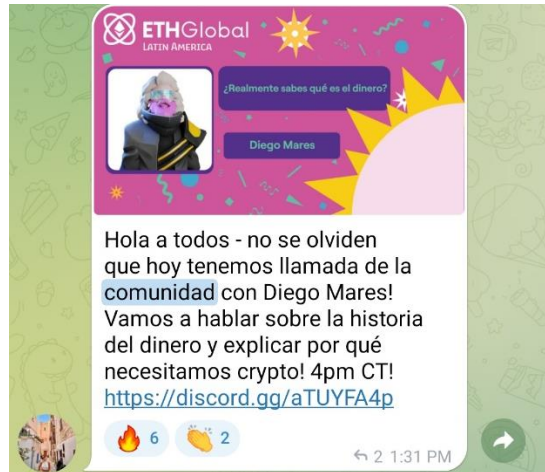 ETHGlobal
LATIN AMERICA
¿Realmente sabes qué es el dinero?
Diego Mares
Hola a todos - no se olviden
que hoy tenemos llamada de la
comunidad con Diego Mares!
Vamos a hablar sobre la historia
del dinero y explicar por qué
necesitamos crypto! 4pm CT!
https://discord.gg/aTUYFA4p
🔥 6 👏 2
2 1:31 PM